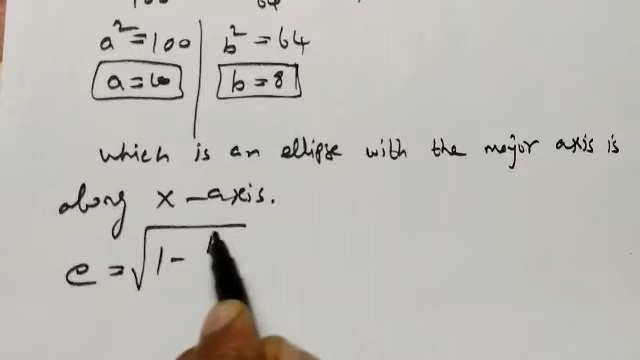 a² = 100 b² = 64
a = 10 b = 8
which is an ellipse with the major axis is
along x-axis.
e = √1 -